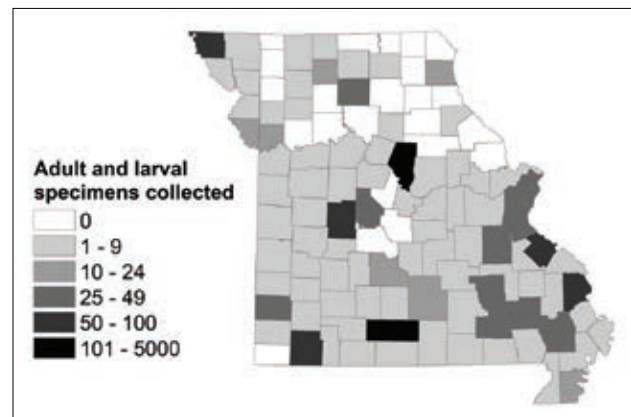 Adult and larval
specimens collected
0
1 - 9
10 - 24
25 - 49
50 - 100
101 - 5000